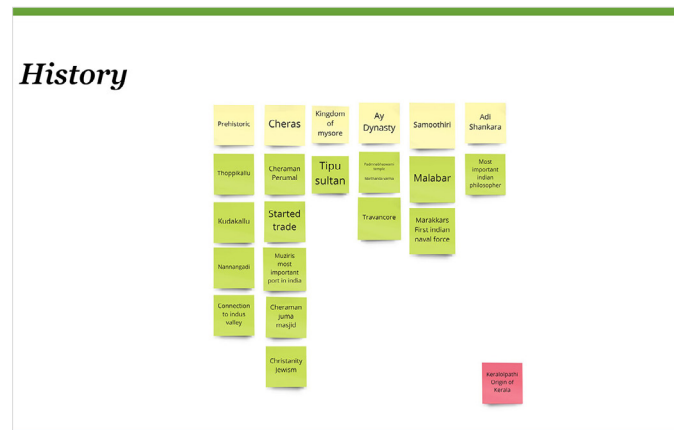 History
Prehistoric
Thoppikallu
Kudakallu
Nannangadi
Connection
to indus
valley
Cheras
Cheraman
Perumal
Started
trade
Muziris
most
important
port in india
Cheraman
juma
masjid
Christianity
Jewism
Kingdom
of
mysore
Tipu
sultan
Ay
Dynasty
temple
Travancore
Samoothiri
Malabar
Marakkars
First indian
naval force
Adi
Shankara
Most
important
indian
philosopher
Keralolpathi
Origin of
Kerala